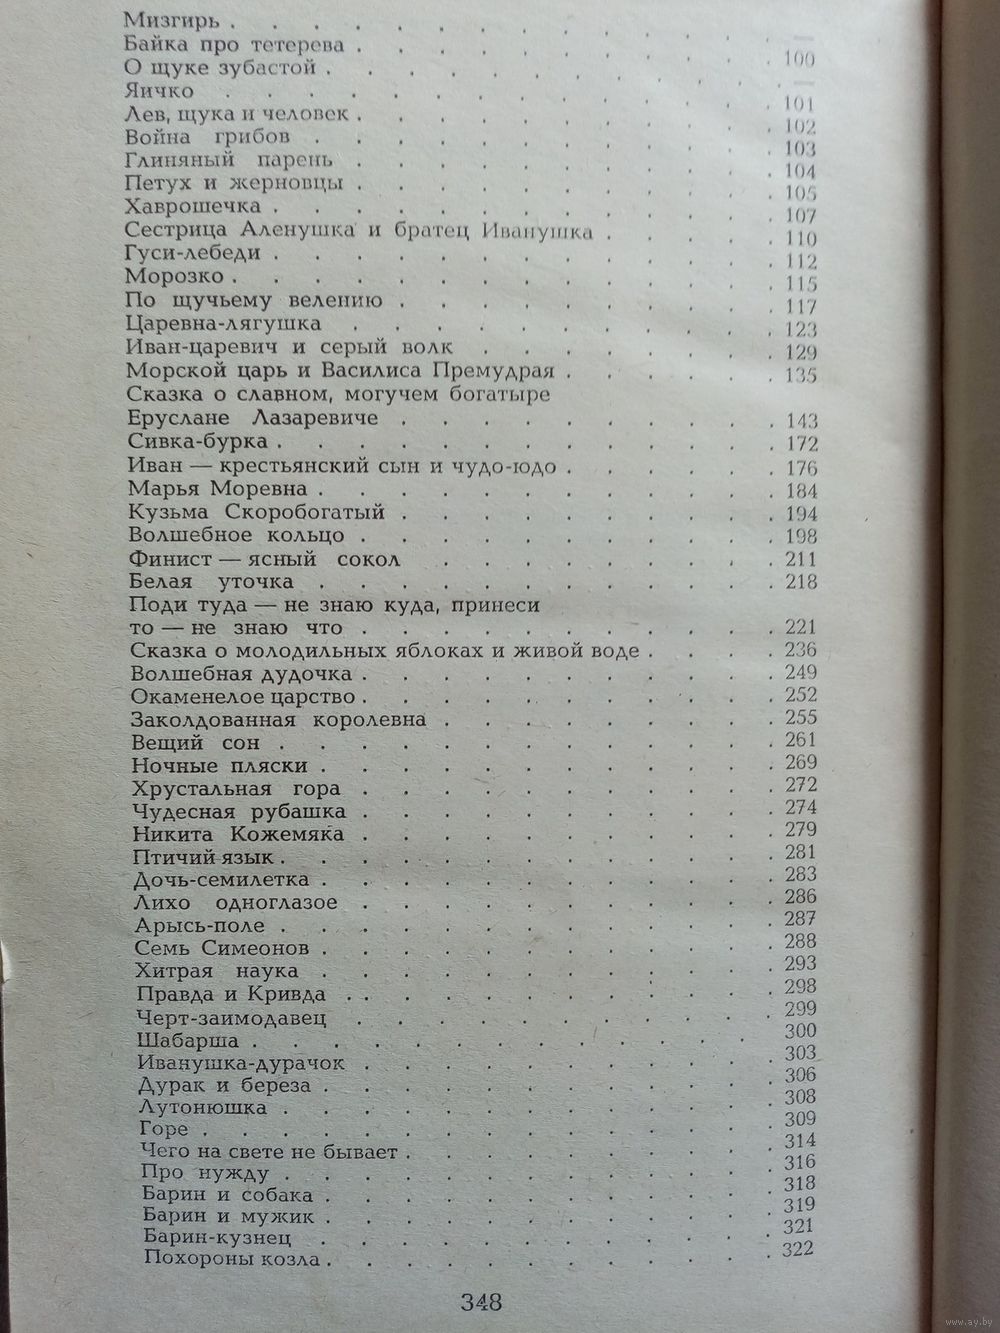 Мизгирь . . . . . . . . . . . . . —
Байка про тетерева . . . . . . . . . . 100
О щуке зубастой . . . . . . . . . . . —
Яичко . . . . . . . . . . . . . . 101
Лев, щука и человек . . . . . . . . . . 102
Война грибов . . . . . . . . . . . 103
Глиняный парень . . . . . . . . . . 104
Петух и жерновцы . . . . . . . . . . 105
Хаврошечка . . . . . . . . . . . . 107
Сестрица Аленушка и братец Иванушка . . . . . 110
Гуси-лебеди . . . . . . . . . . . . 112
Морозко . . . . . . . . . . . . . 115
По щучьему велению . . . . . . . . . 117
Царевна-лягушка . . . . . . . . . . 123
Иван-царевич и серый волк . . . . . . . 129
Морской царь и Василиса Премудрая . . . . . 135
Сказка о славном, могучем богатыре
Еруслане Лазаревиче . . . . . . . . . 143
Сивка-бурка . . . . . . . . . . . . 172
Иван — крестьянский сын и чудо-юдо . . . . . 176
Марья Моревна . . . . . . . . . . . 184
Кузьма Скоробогатый . . . . . . . . . 194
Волшебное кольцо . . . . . . . . . . 198
Финист — ясный сокол . . . . . . . . 211
Белая уточка . . . . . . . . . . . 218
Поди туда — не знаю куда, принеси
то — не знаю что . . . . . . . . . . 221
Сказка о молодильных яблоках и живой воде . . . . 236
Волшебная дудочка . . . . . . . . . . 249
Окаменелое царство . . . . . . . . . . 252
Заколдованная королевна . . . . . . . . 255
Вещий сон . . . . . . . . . . . . 261
Ночные пляски . . . . . . . . . . . 269
Хрустальная гора . . . . . . . . . . 272
Чудесная рубашка . . . . . . . . . . 274
Никита Кожемяка . . . . . . . . . . 279
Птичий язык . . . . . . . . . . . . 281
Дочь-семилетка . . . . . . . . . . . 283
Лихо одноглазое . . . . . . . . . . 286
Арысь-поле . . . . . . . . . . . . 287
Семь Симеонов . . . . . . . . . . . 288
Хитрая наука . . . . . . . . . . . 293
Правда и Кривда . . . . . . . . . . . 298
Черт-заимодавец . . . . . . . . . . 299
Шабарша . . . . . . . . . . . . . 300
Иванушка-дурачок . . . . . . . . . . 303
Дурак и береза . . . . . . . . . . . 306
Лутонюшка . . . . . . . . . . . . 308
Горе . . . . . . . . . . . . . . 309
Чего на свете не бывает . . . . . . . . . 314
Про нужду . . . . . . . . . . . . 316
Барин и собака . . . . . . . . . . . 318
Барин и мужик . . . . . . . . . . . 319
Барин-кузнец . . . . . . . . . . . 321
Похороны козла . . . . . . . . . . . 322
348
www.ay.by